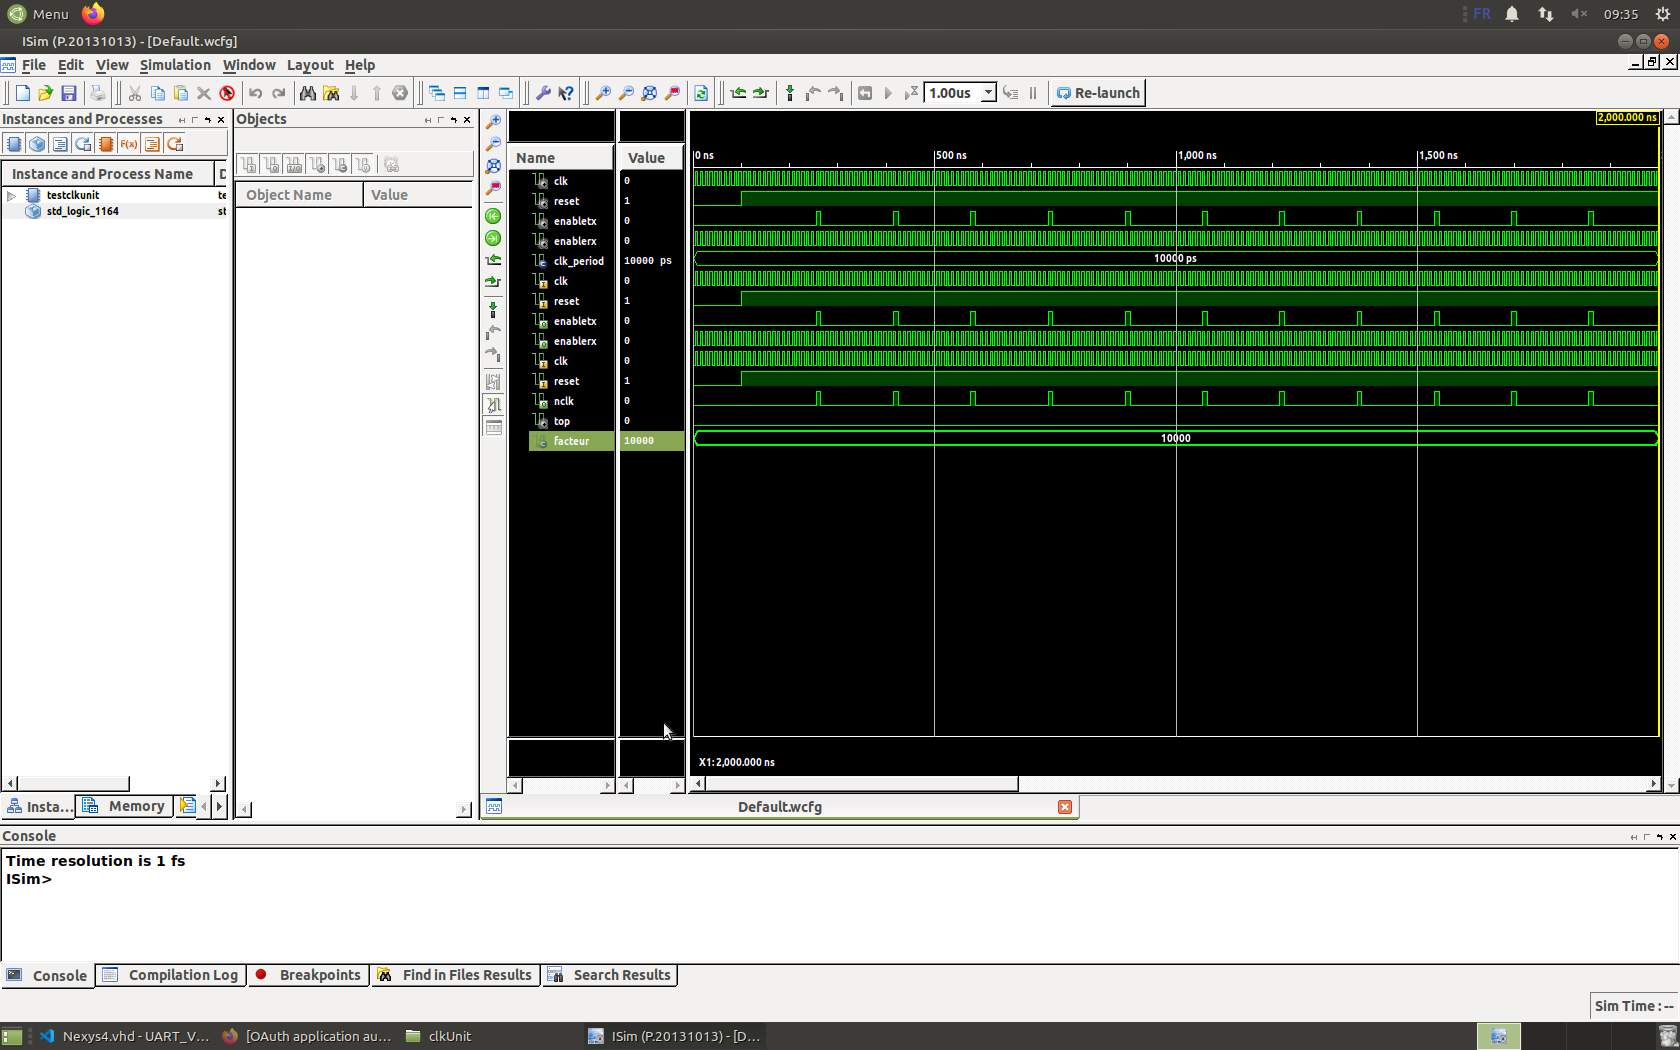 Menu
FR
09:35
ISim (P.20131013) - [Default.wcfg]
File Edit View Simulation Window Layout Help
1.00us
Re-launch
Instances and Processes
Objects
F(x)
Instance and Process Name
D
Object Name
Value
testclkunit
te
std_logic_1164
st
Name
Value
2,000.000 ns
0 ns
500 ns
1,000 ns
1,500 ns
clk 0
reset 1
enabletx 0
enablerx 0
clk_period 10000 ps
10000 ps
clk 0
reset 1
enabletx 0
enablerx 0
clk 0
reset 1
nclk 0
top 0
facteur 10000
10000
X1: 2,000.000 ns
Insta...
Memory
Default.wcfg
Console
Time resolution is 1 fs
ISim>
Console
Compilation Log
Breakpoints
Find in Files Results
Search Results
Sim Time : --
Nexys4.vhd - UART_V...
[OAuth application au...
clkUnit
ISim (P.20131013) - [D...